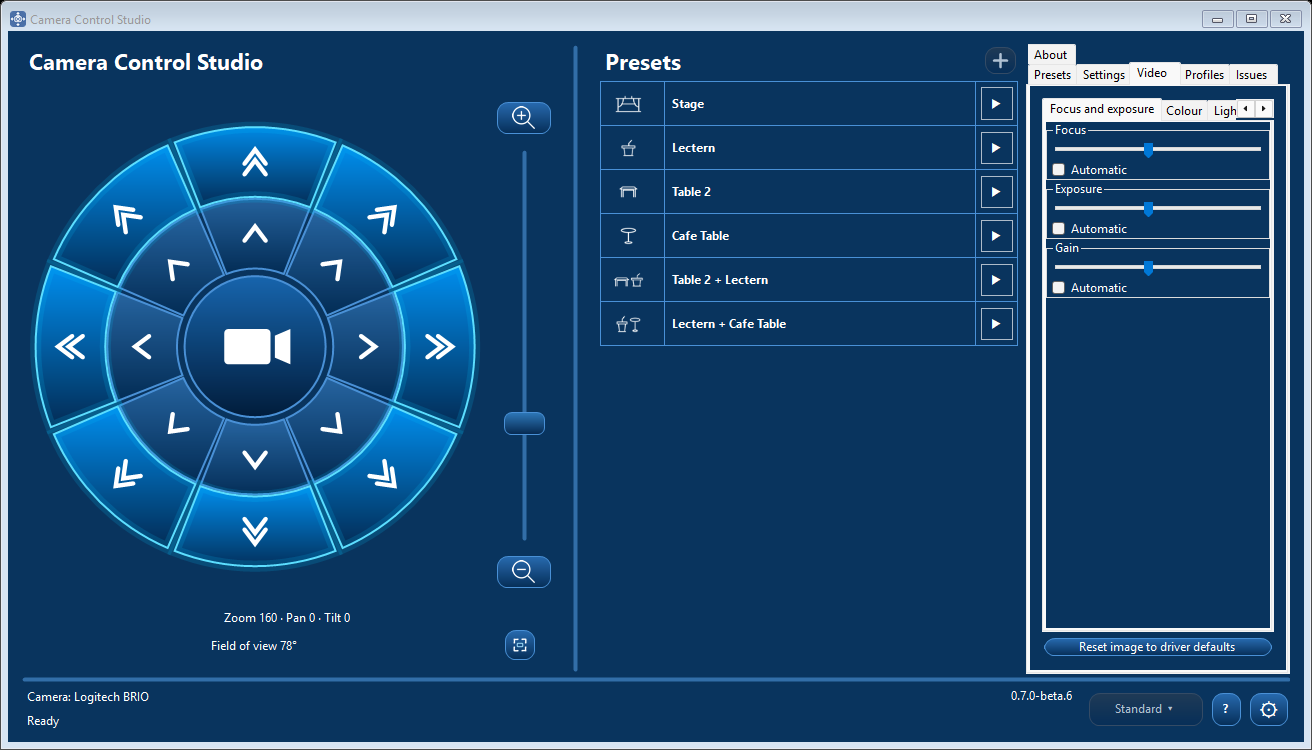 Camera Control Studio
Camera Control Studio
Zoom 160 · Pan 0 · Tilt 0
Field of view 78°
Presets
Stage
Lectern
Table 2
Cafe Table
Table 2 + Lectern
Lectern + Cafe Table
About
Presets Settings Video Profiles Issues
Focus and exposure Colour Ligh
Focus
Automatic
Exposure
Automatic
Gain
Automatic
Reset image to driver defaults
Camera: Logitech BRIO
Ready
0.7.0-beta.6
Standard
?